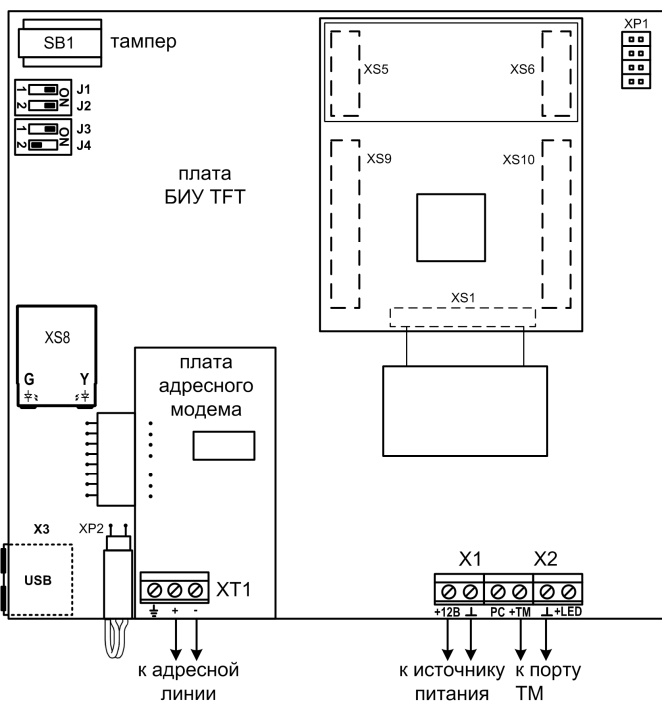 XP1
SB1 тампер
XS5 XS6
1 2 ON J1
J2
1 2 ON J3
J4
XS9 XS10
плата
БИУ TFT
XS1
XS8
G Y
плата
адресного
модема
X3 XP2
USB
XT1
+ -
X1 X2
+12В ⊥ РС +ТМ ⊥ +LED
к адресной
линии
к источнику
питания
к порту
ТМ